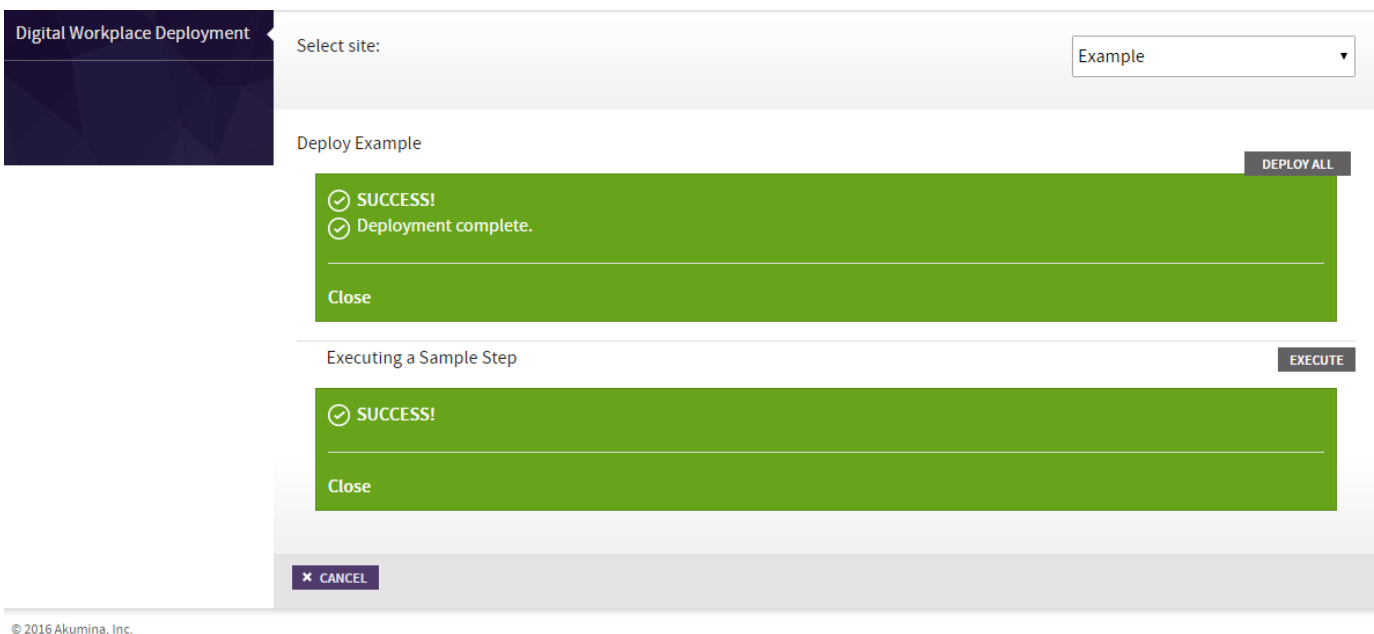 Digital Workplace Deployment
Select site:
Example
Deploy Example
DEPLOY ALL
SUCCESS!
Deployment complete.
Close
Executing a Sample Step
EXECUTE
SUCCESS!
Close
CANCEL
© 2016 Akumina, Inc.